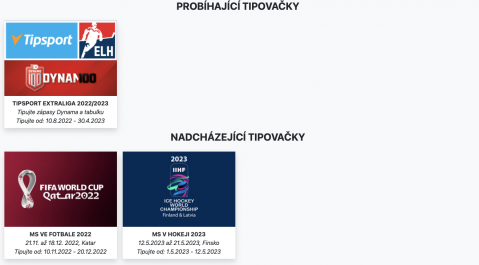 PROBÍHAJÍCÍ TIPOVAČKY
Tipsport
ELH
DYNAM100
TIPSPORT EXTRALIGA 2022/2023
Tipujte zápasy Dynama a tabulku
Tipujte od: 10.8.2022 - 30.4.2023
NADCHÁZEJÍCÍ TIPOVAČKY
FIFA WORLD CUP
Qatar2022
MS VE FOTBALE 2022
21.11. až 18.12. 2022, Katar
Tipujte od: 10.11.2022 - 20.12.2022
2023
IIHF
ICE HOCKEY
WORLD
CHAMPIONSHIP
Finland & Latvia
MS V HOKEJI 2023
12.5.2023 až 21.5.2023, Finsko
Tipujte od: 1.5.2023 - 12.5.2023